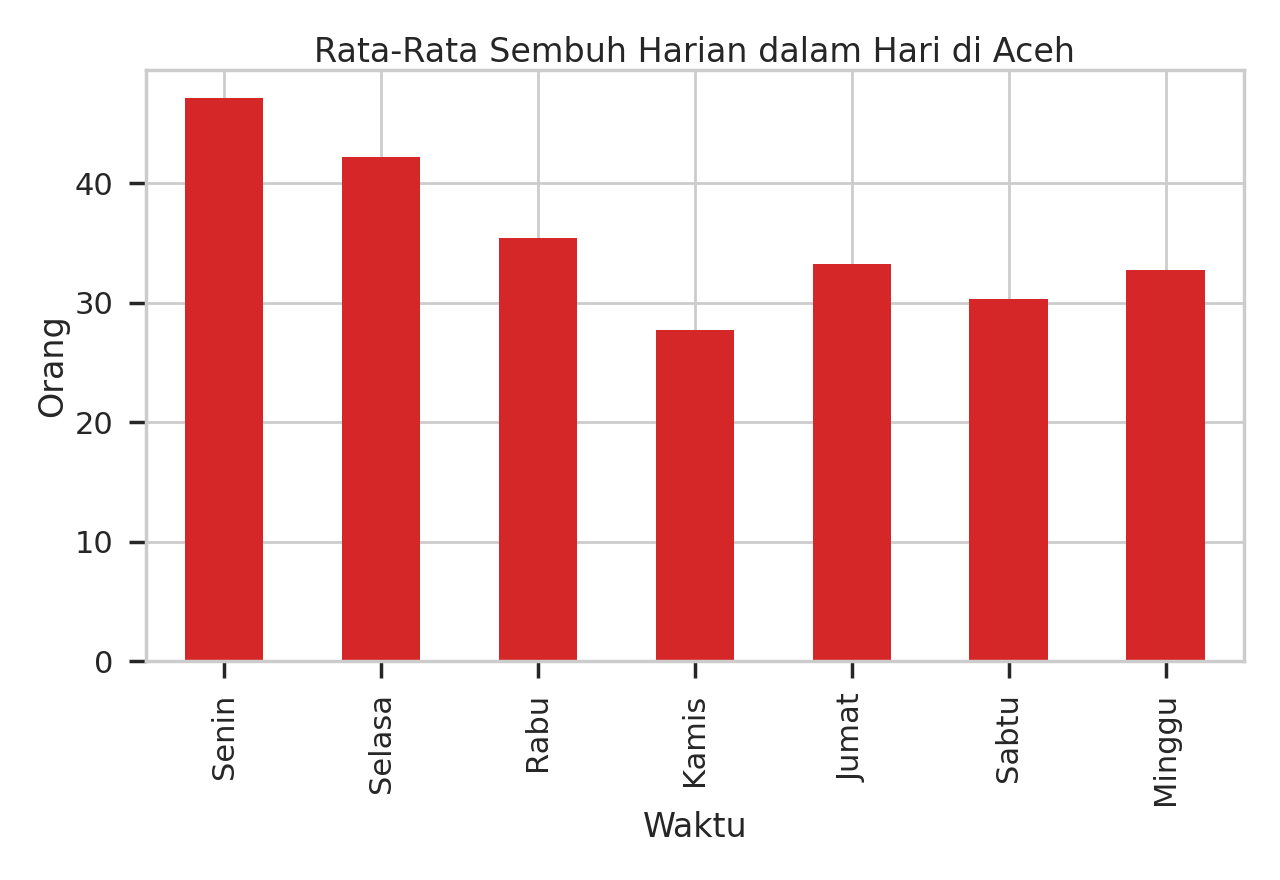 Rata-Rata Sembuh Harian dalam Hari di Aceh
Orang
40
30
20
10
0
Senin
Selasa
Rabu
Kamis
Jumat
Sabtu
Minggu
Waktu